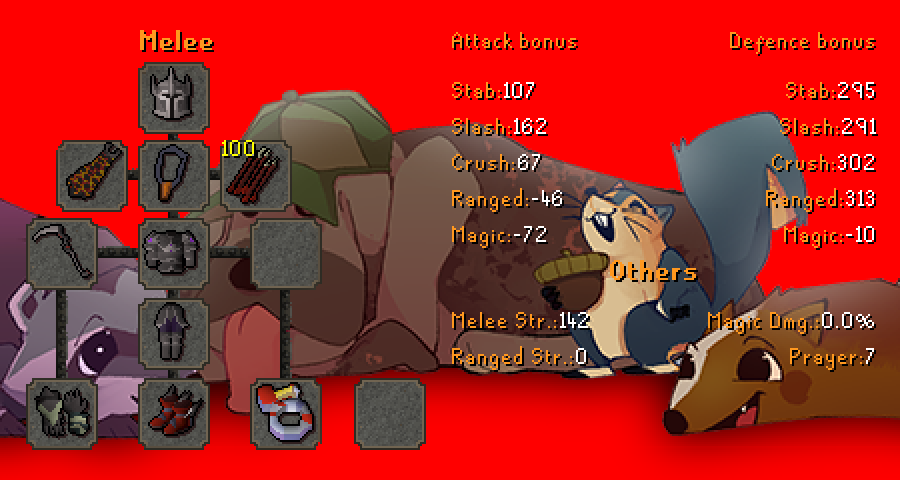 Melee
100
Attack bonus
Stab:107
Slash:162
Crush:67
Ranged:-46
Magic:-72
Defence bonus
Stab:295
Slash:291
Crush:302
Ranged:313
Magic:-10
Others
Melee Str.:142
Ranged Str.:0
Magic Dmg.:0.0%
Prayer:7